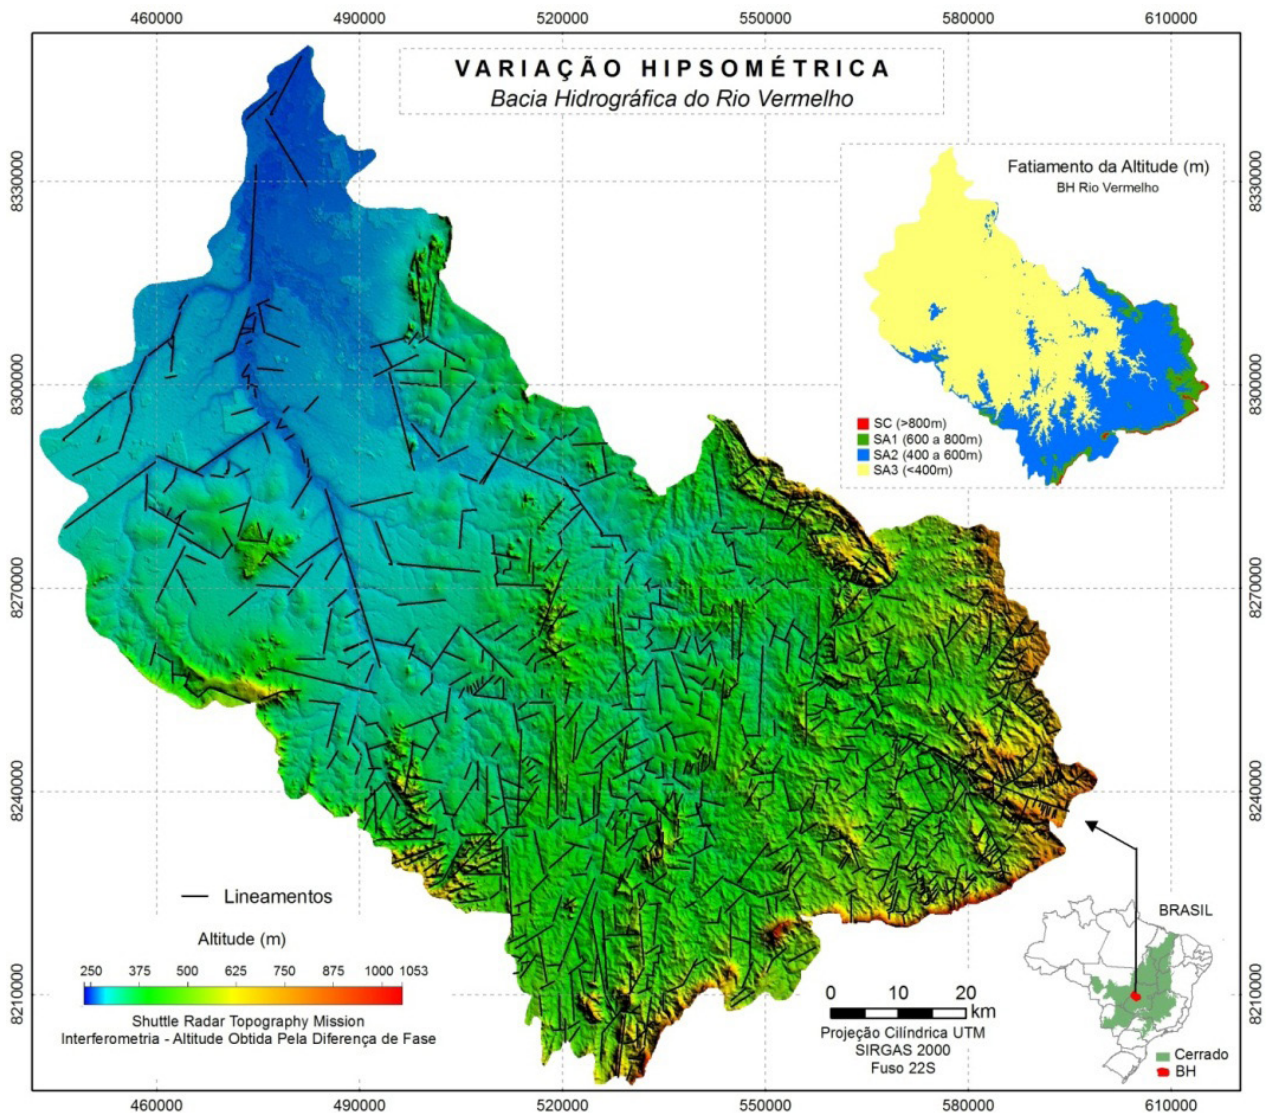 460000 490000 520000 550000 580000 610000
VARIAÇÃO HIPSOMÉTRICA
Bacia Hidrográfica do Rio Vermelho
Fatiamento da Altitude (m)
BH Rio Vermelho
SC (>800m)
SA1 (600 a 800m)
SA2 (400 a 600m)
SA3 (<400m)
8330000 8330000
8300000 8300000
8270000 8270000
8240000 8240000
8210000 8210000
Lineamentos
Altitude (m)
250 375 500 625 750 875 1000 1053
Shuttle Radar Topography Mission
Interferometria - Altitude Obtida Pela Diferença de Fase
0 10 20
km
Projeção Cilíndrica UTM
SIRGAS 2000
Fuso 22S
BRASIL
Cerrado
BH
460000 490000 520000 550000 580000 610000